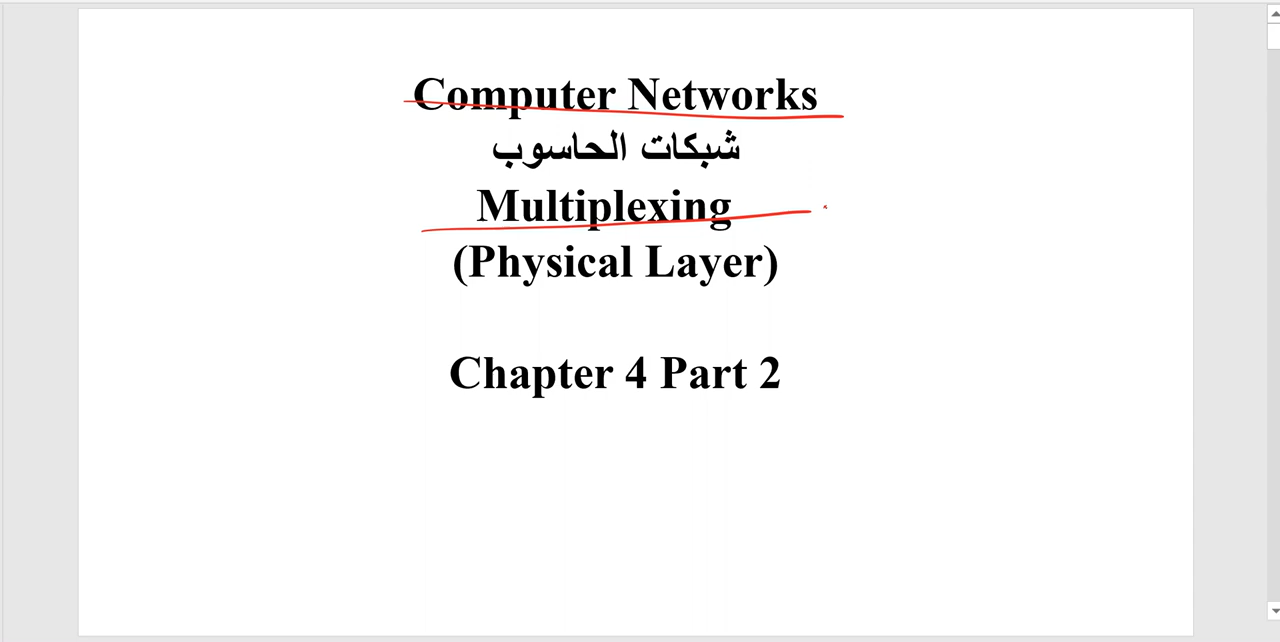 Computer Networks
شبكات الحاسوب
Multiplexing
(Physical Layer)
Chapter 4 Part 2